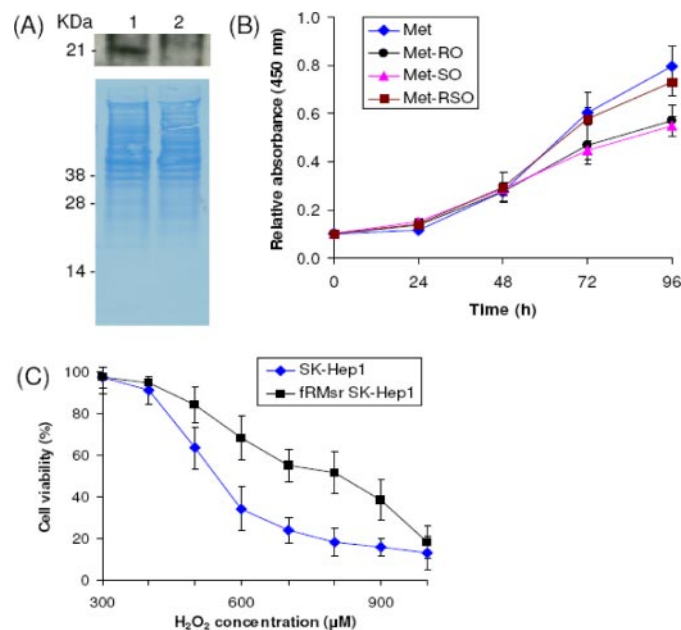 (A)
KDa 1 2
21 -
38 -
28 -
14 -
(B)
Relative absorbance (450 nm)
1.0
0.8
0.6
0.4
0.2
0.0
0 24 48 72 96
Time (h)
Met
Met-RO
Met-SO
Met-RSO
(C)
Cell viability (%)
100
80
60
40
20
0
300 600 900
H₂O₂ concentration (μM)
SK-Hep1
fRMsr SK-Hep1